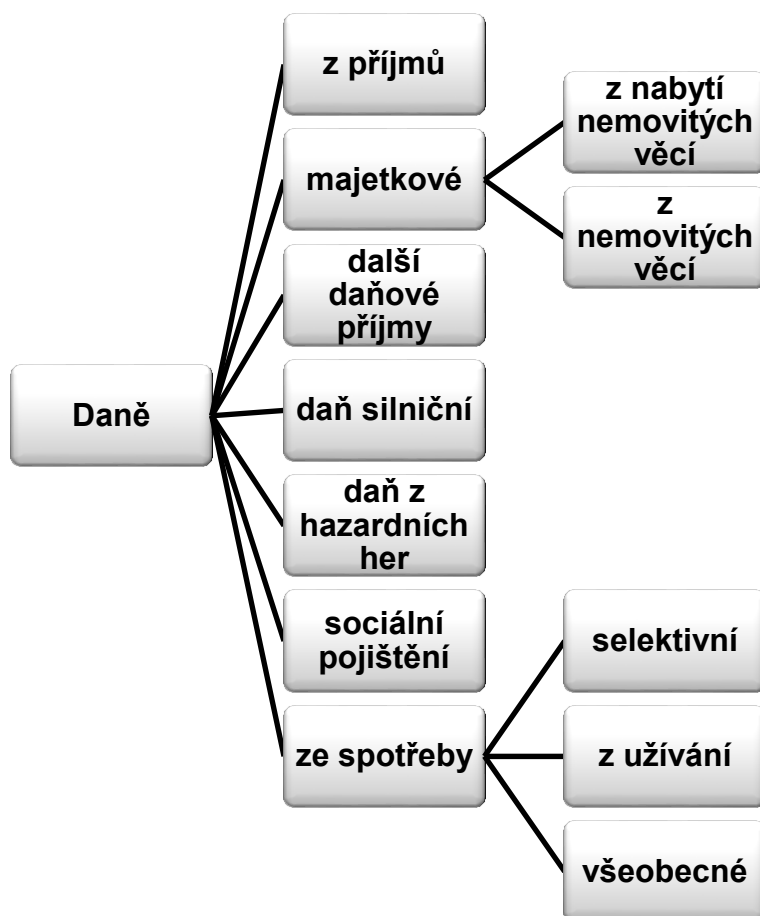 Daně
z příjmů
majetkové
z nabytí
nemovitých
věcí
z
nemovitých
věcí
další
daňové
příjmy
daň silniční
daň z
hazardních
her
sociální
pojištění
ze spotřeby
selektivní
z užívání
všeobecné